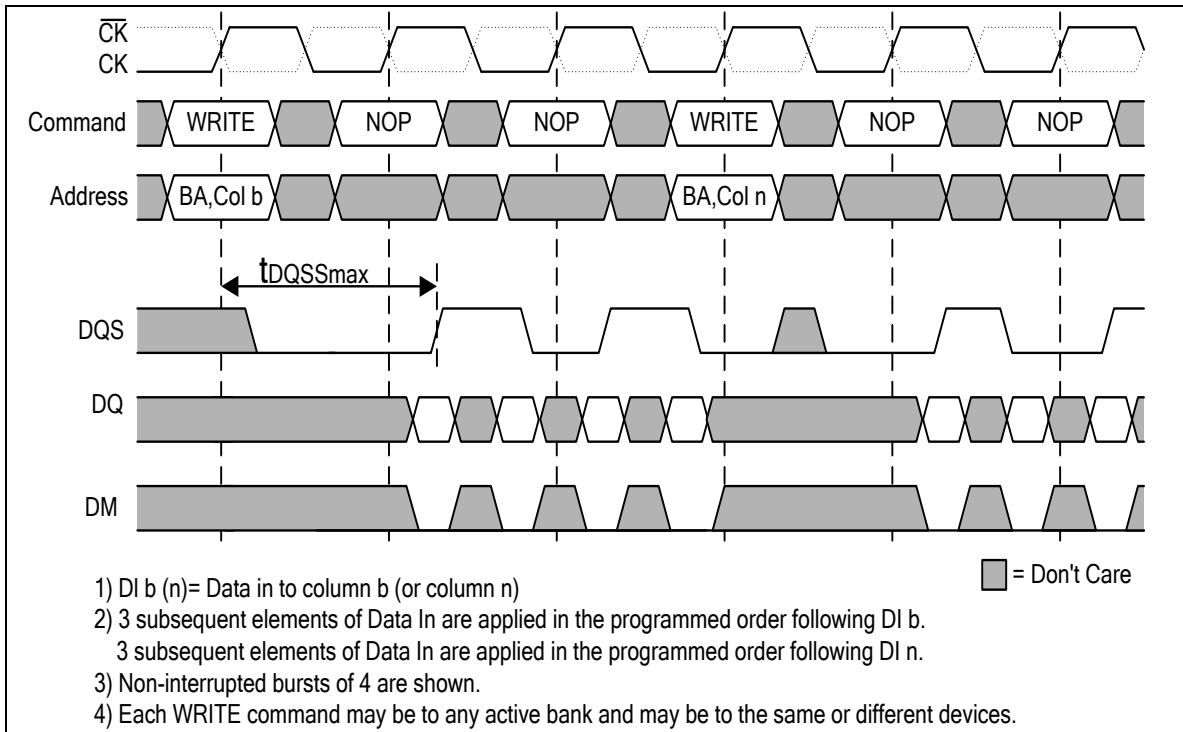 CK
CK
Command WRITE NOP NOP WRITE NOP NOP
Address BA,Col b BA,Col n
tDQSSmax
DQS
DQ
DM
= Don't Care
1) DI b (n)= Data in to column b (or column n)
2) 3 subsequent elements of Data In are applied in the programmed order following DI b.
3 subsequent elements of Data In are applied in the programmed order following DI n.
3) Non-interrupted bursts of 4 are shown.
4) Each WRITE command may be to any active bank and may be to the same or different devices.